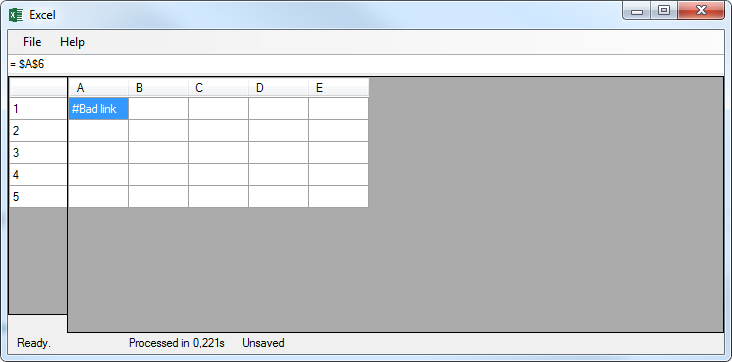 Excel
File Help
= $A$6
A B C D E
1 #Bad link
2
3
4
5
Ready. Processed in 0,221s Unsaved